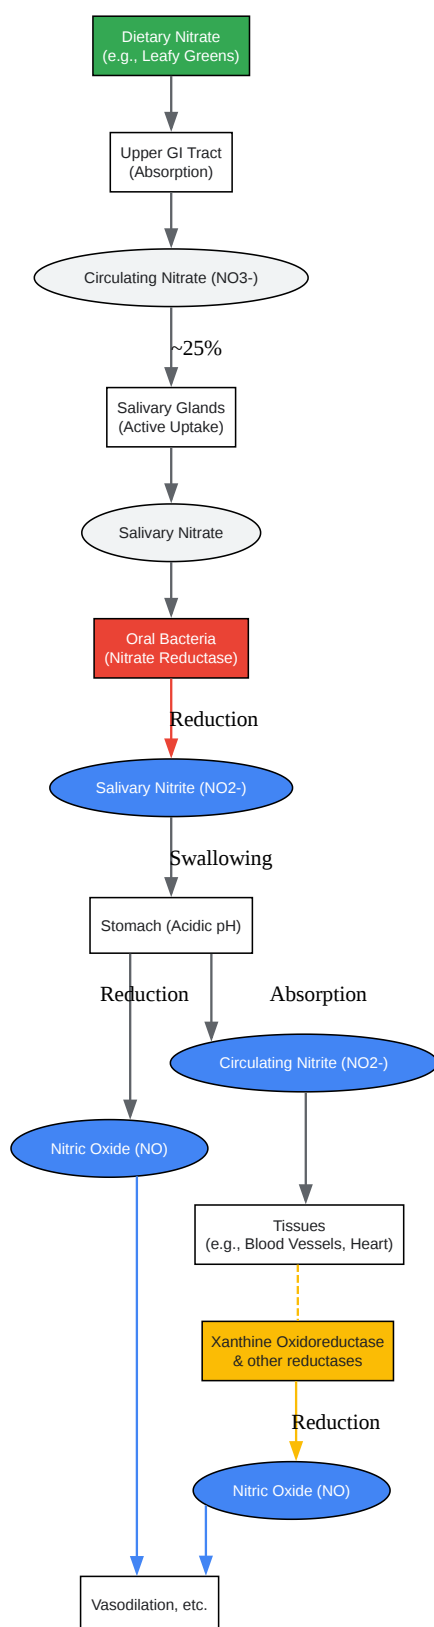 Dietary Nitrate
(e.g., Leafy Greens)
Upper GI Tract
(Absorption)
Circulating Nitrate (NO3-)
~25%
Salivary Glands
(Active Uptake)
Salivary Nitrate
Oral Bacteria
(Nitrate Reductase)
Reduction
Salivary Nitrite (NO2-)
Swallowing
Stomach (Acidic pH)
Reduction
Absorption
Circulating Nitrite (NO2-)
Nitric Oxide (NO)
Tissues
(e.g., Blood Vessels, Heart)
Xanthine Oxidoreductase
& other reductases
Reduction
Nitric Oxide (NO)
Vasodilation, etc.